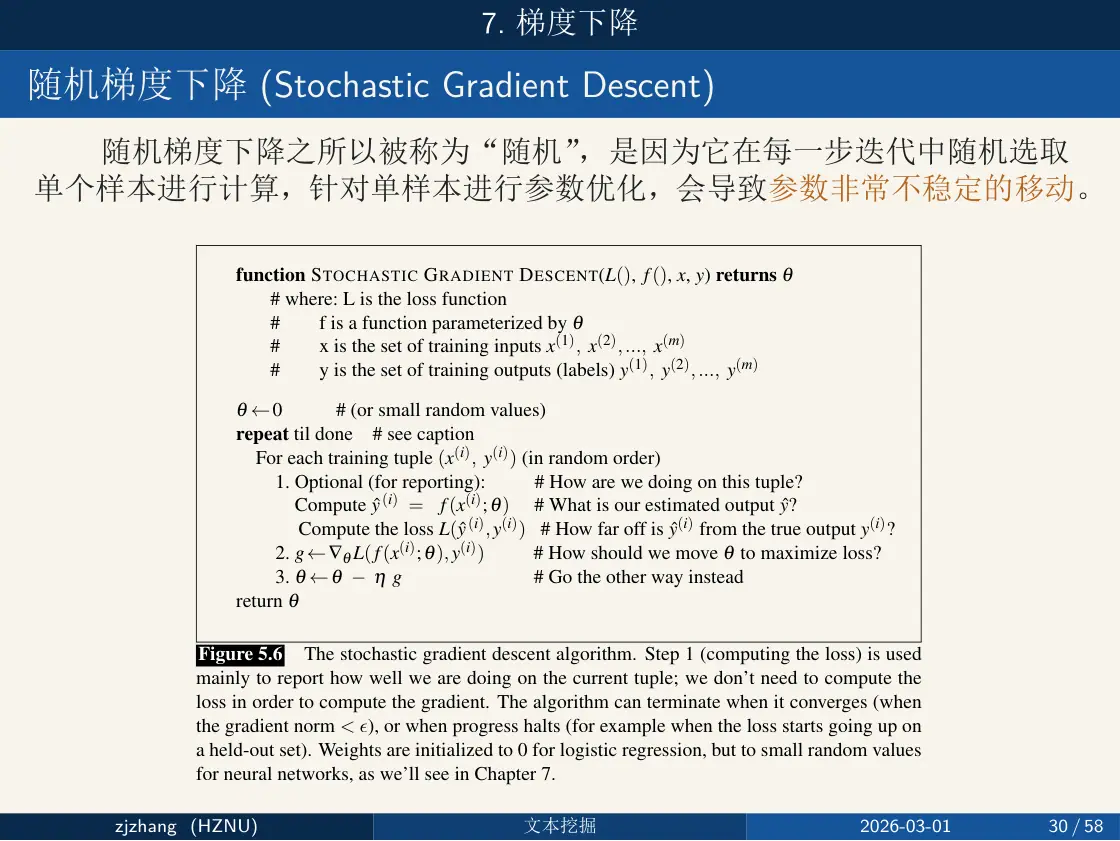 7. 梯度下降
随机梯度下降 (Stochastic Gradient Descent)
随机梯度下降之所以被称为“随机”，是因为它在每一步迭代中随机选取
单个样本进行计算，针对单样本进行参数优化，会导致参数非常不稳定的移动。
function STOCHASTIC GRADIENT DESCENT(L(), f(), x, y) returns θ
# where: L is the loss function
# f is a function parameterized by θ
# x is the set of training inputs x^(1), x^(2), ..., x^(m)
# y is the set of training outputs (labels) y^(1), y^(2), ..., y^(m)
θ ← 0 # (or small random values)
repeat til done # see caption
For each training tuple (x^(i), y^(i)) (in random order)
1. Optional (for reporting): # How are we doing on this tuple?
Compute ŷ^(i) = f(x^(i); θ) # What is our estimated output ŷ?
Compute the loss L(ŷ^(i), y^(i)) # How far off is ŷ^(i) from the true output y^(i)?
2. g ← ∇_θ L(f(x^(i); θ), y^(i)) # How should we move θ to maximize loss?
3. θ ← θ − η g # Go the other way instead
return θ
Figure 5.6 The stochastic gradient descent algorithm. Step 1 (computing the loss) is used
mainly to report how well we are doing on the current tuple; we don't need to compute the
loss in order to compute the gradient. The algorithm can terminate when it converges (when
the gradient norm < ϵ), or when progress halts (for example when the loss starts going up on
a held-out set). Weights are initialized to 0 for logistic regression, but to small random values
for neural networks, as we'll see in Chapter 7.
zjzhang (HZNU) 文本挖掘 2026-03-01 30 / 58